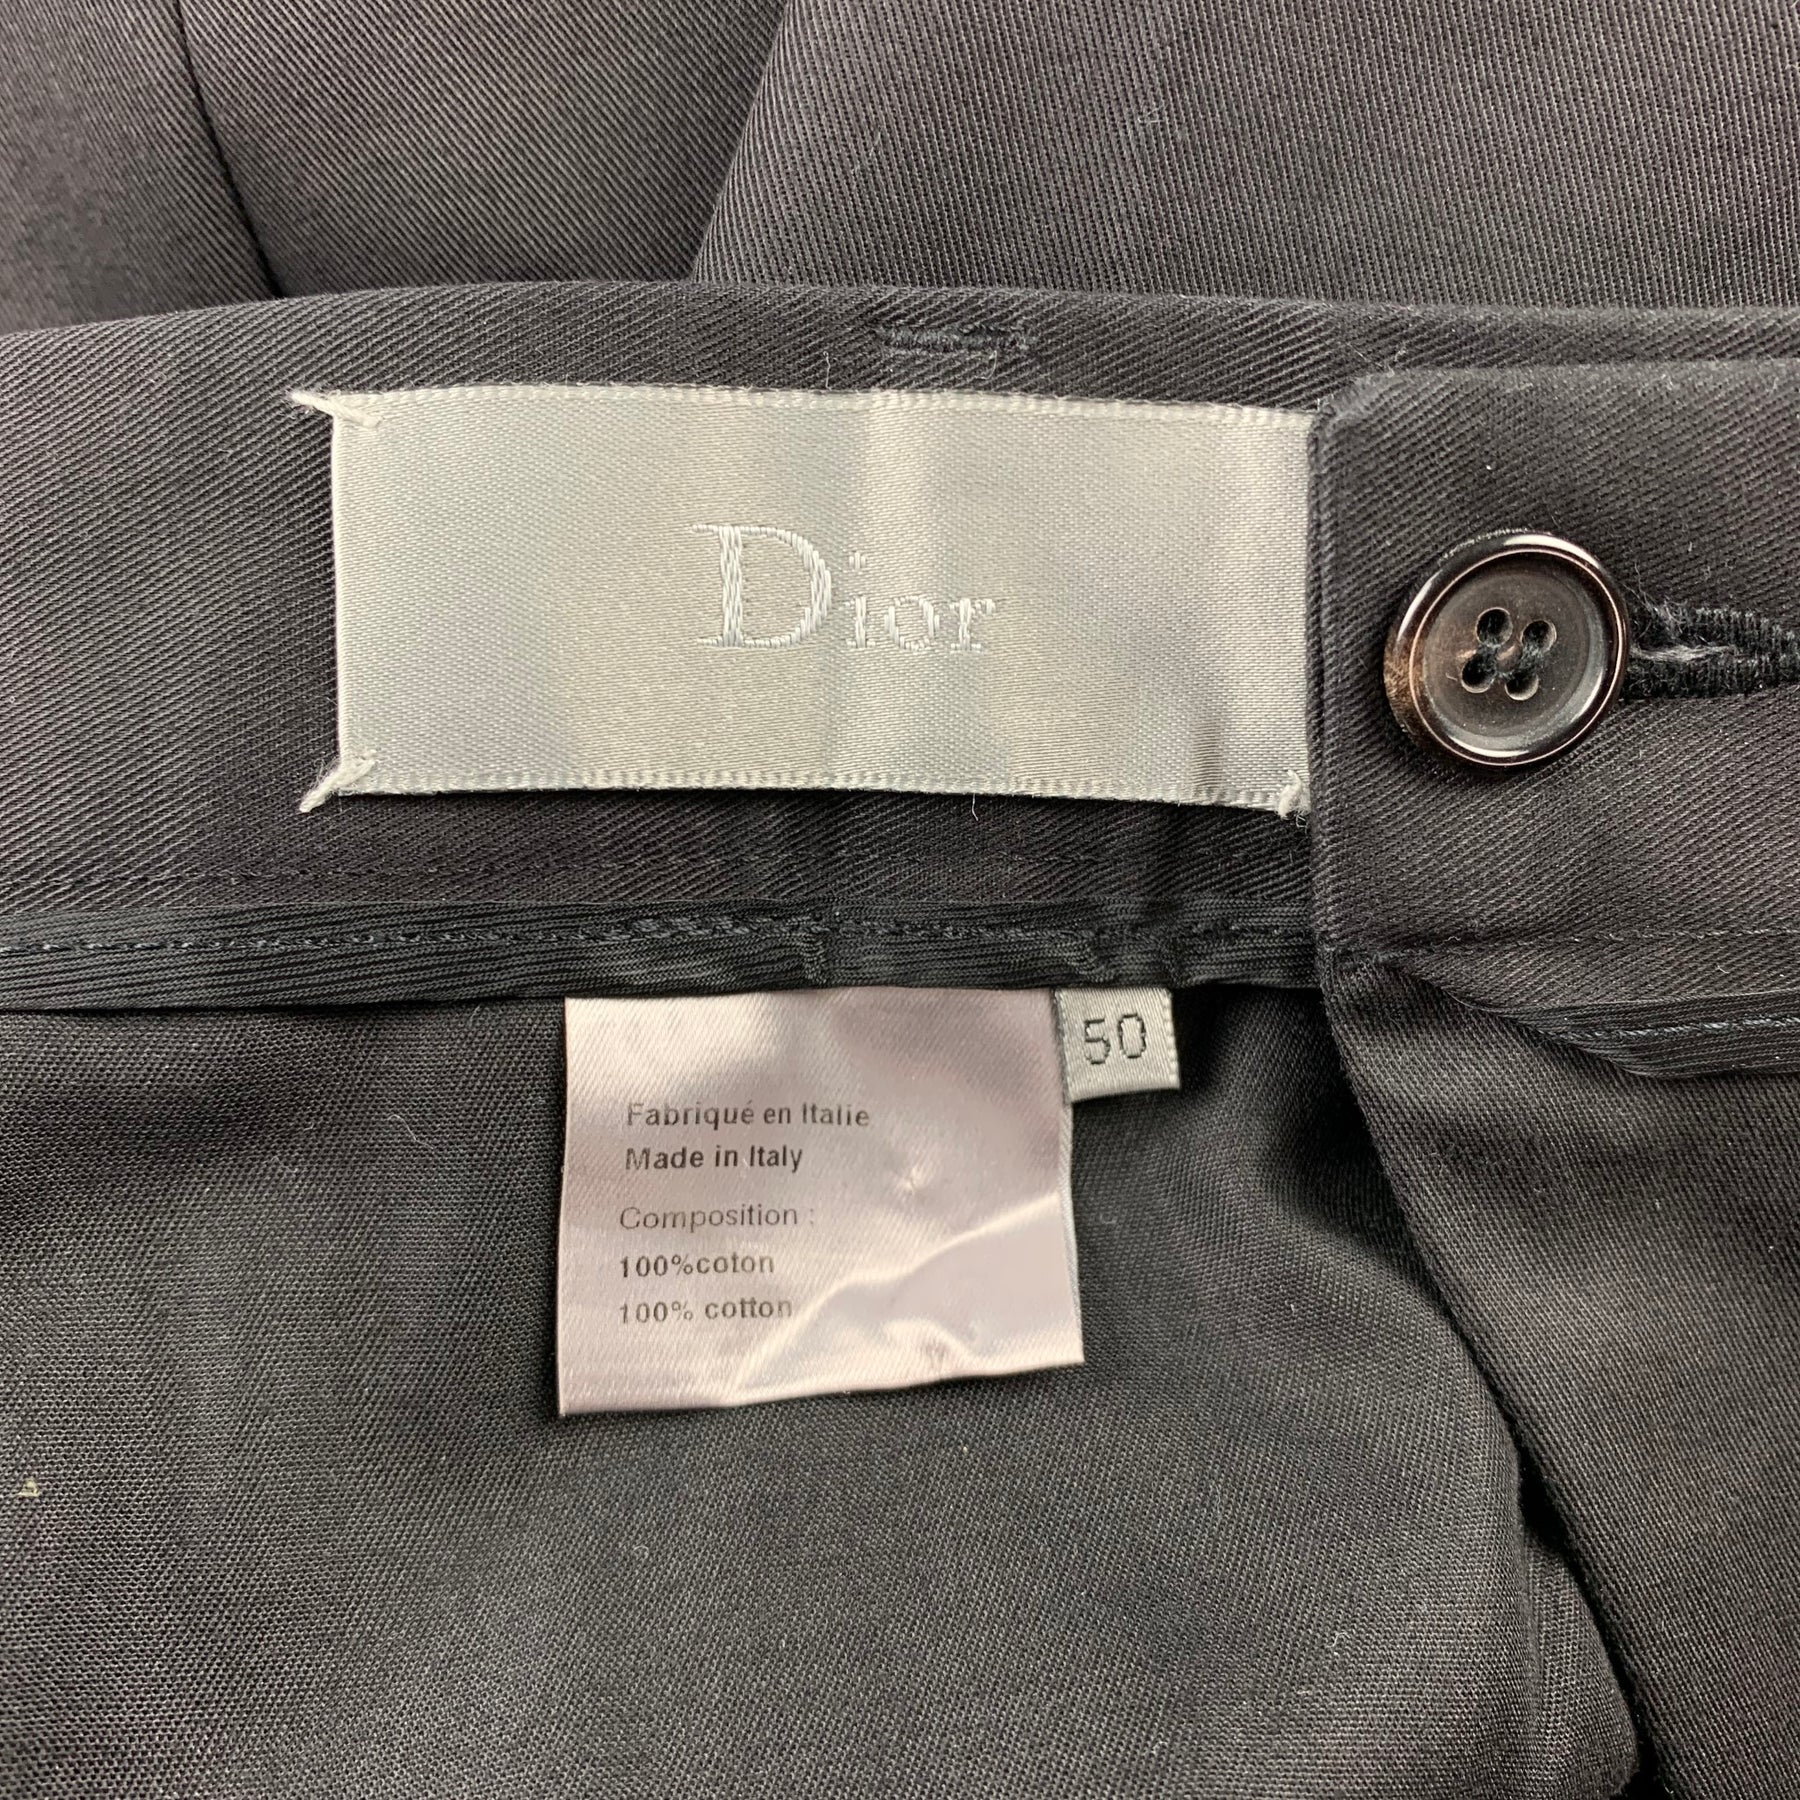 Dior
50
Fabriqué en Italie
Made in Italy
Composition :
100%coton
100% cotton